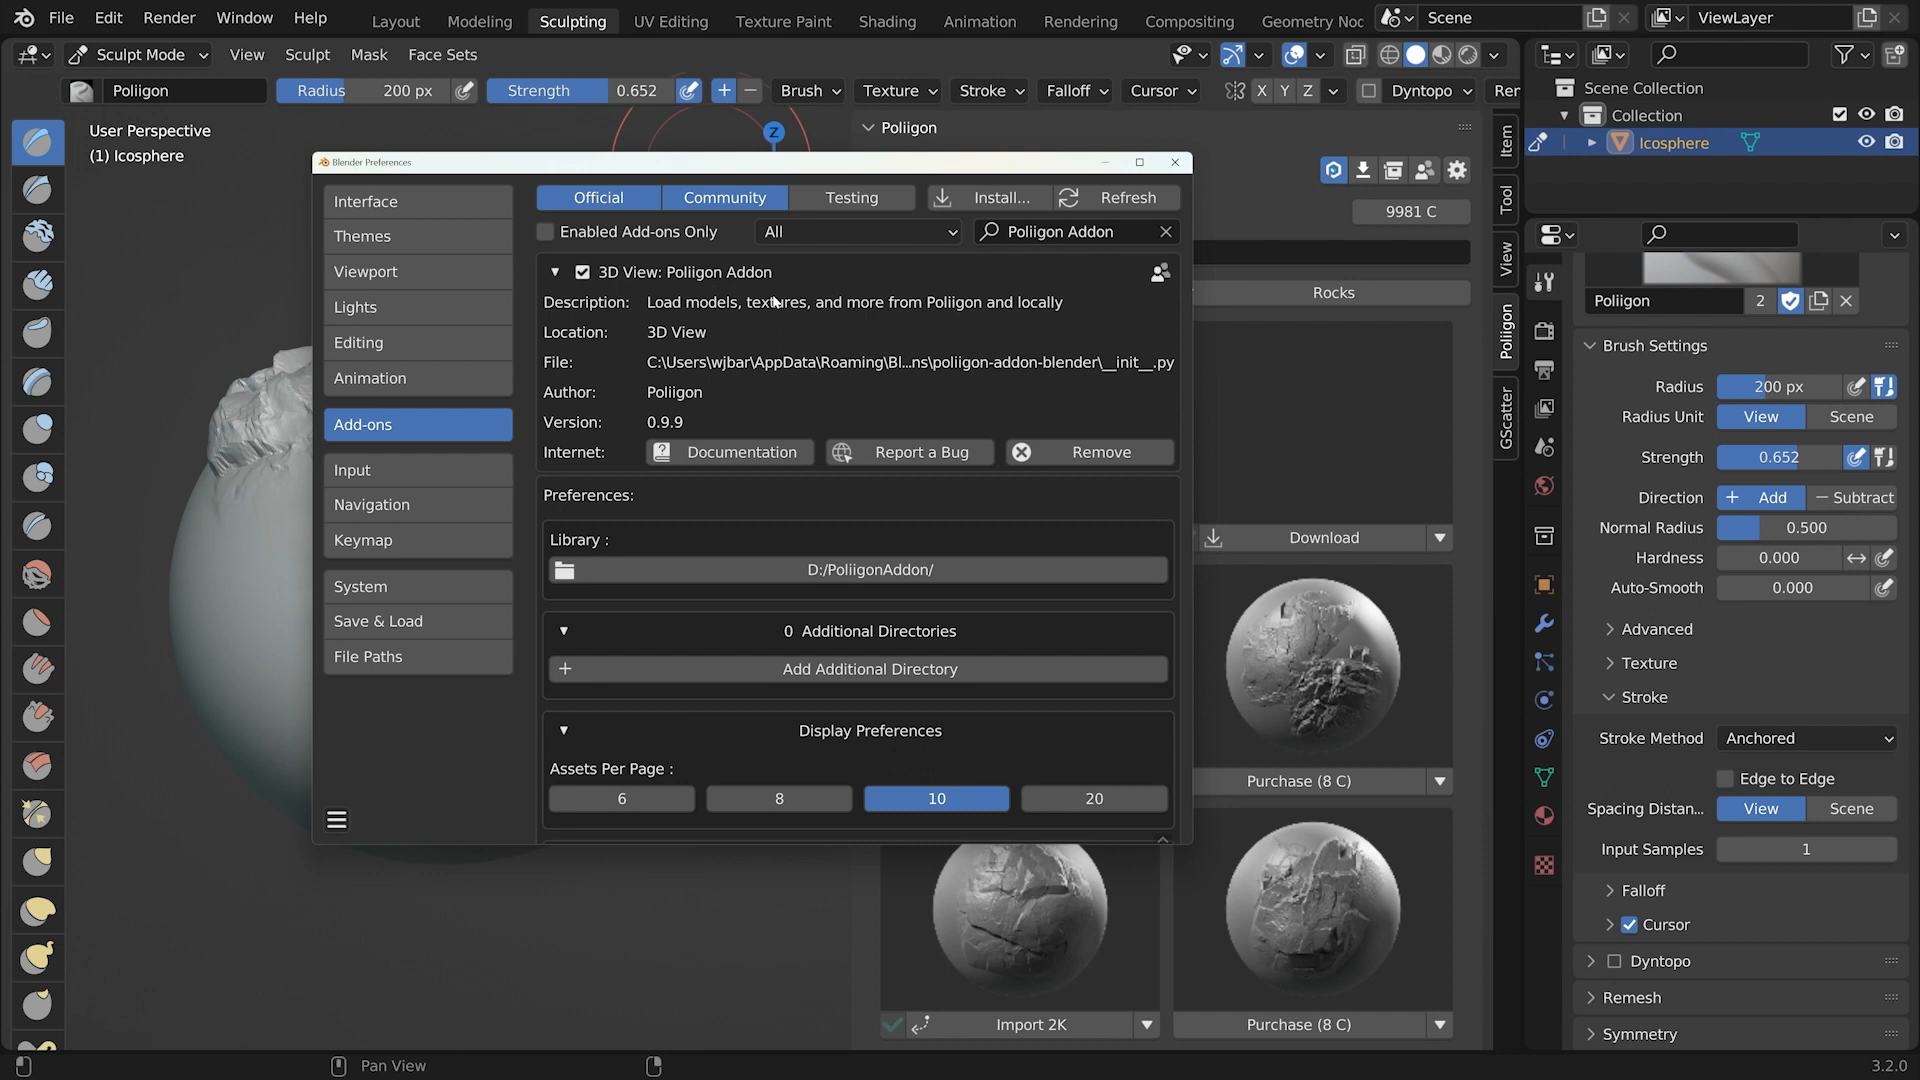 File Edit Render Window Help Layout Modeling Sculpting UV Editing Texture Paint Shading Animation Rendering Compositing Geometry Noc Scene ViewLayer
Sculpt Mode View Sculpt Mask Face Sets
Poliigon Radius 200 px Strength 0.652 Brush Texture Stroke Falloff Cursor X Y Z Dyntopo Ren
User Perspective
(1) Icosphere
Z
Poliigon
9981 C
Rocks
Download
Purchase (8 C)
Import 2K
Purchase (8 C)
Item
Tool
View
Poliigon
GScatter
Blender Preferences
Interface
Themes
Viewport
Lights
Editing
Animation
Add-ons
Input
Navigation
Keymap
System
Save & Load
File Paths
Official Community Testing Install... Refresh
Enabled Add-ons Only All Poliigon Addon
3D View: Poliigon Addon
Description: Load models, textures, and more from Poliigon and locally
Location: 3D View
File: C:\Users\wjbar\AppData\Roaming\Bl...ns\poliigon-addon-blender\__init__.py
Author: Poliigon
Version: 0.9.9
Internet: Documentation Report a Bug Remove
Preferences:
Library :
D:/PoliigonAddon/
0 Additional Directories
Add Additional Directory
Display Preferences
Assets Per Page :
6 8 10 20
Scene Collection
Collection
Icosphere
Poliigon 2
Brush Settings
Radius 200 px
Radius Unit View Scene
Strength 0.652
Direction Add Subtract
Normal Radius 0.500
Hardness 0.000
Auto-Smooth 0.000
Advanced
Texture
Stroke
Stroke Method Anchored
Edge to Edge
Spacing Distan... View Scene
Input Samples 1
Falloff
Cursor
Dyntopo
Remesh
Symmetry
Pan View
3.2.0